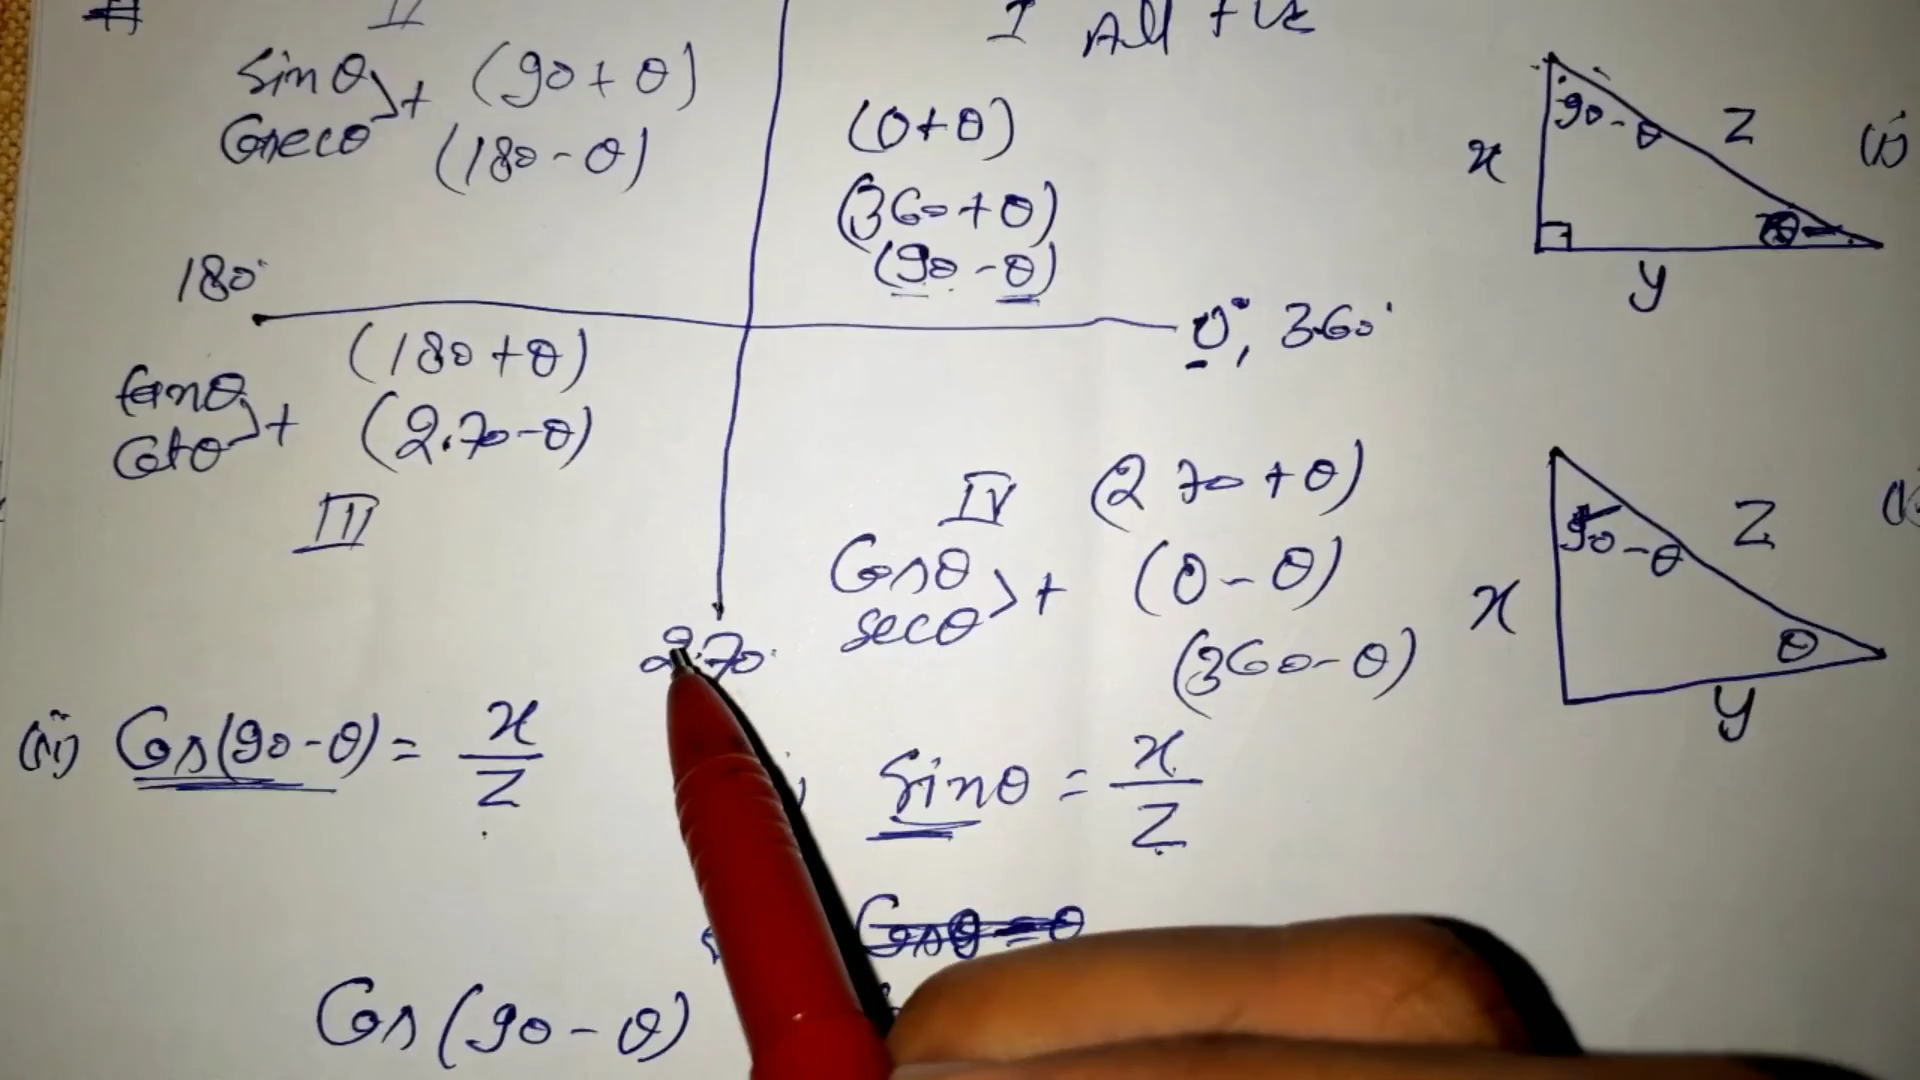 II
I All +ve
sinθ
cosecθ
+
(90+θ)
(180-θ)
(0+θ)
(360+θ)
(90-θ)
90-θ
x
z
θ
y
(i)
180°
0°, 360°
(180+θ)
(270-θ)
tanθ
cotθ
+
III
IV
(270+θ)
cosθ
secθ
+
(0-θ)
(360-θ)
90-θ
x
z
θ
y
270°
(ii) Cos(90-θ) = x/z
sinθ = x/z
Cos(90-θ)